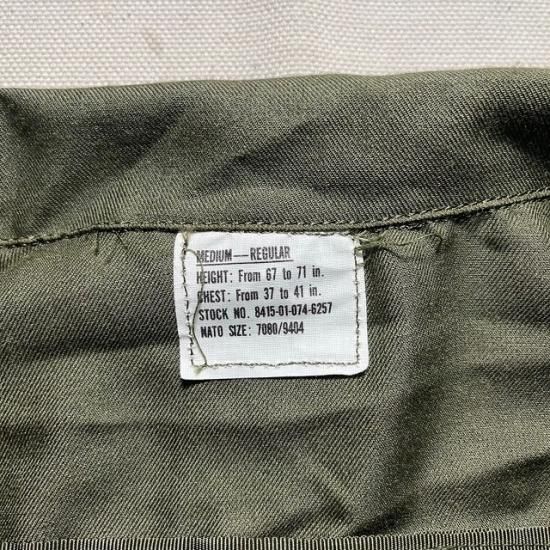 MEDIUM—REGULAR
HEIGHT: From 67 to 71 in.
CHEST: From 37 to 41 in.
STOCK NO. 8415-01-074-6257
NATO SIZE: 7080/9404